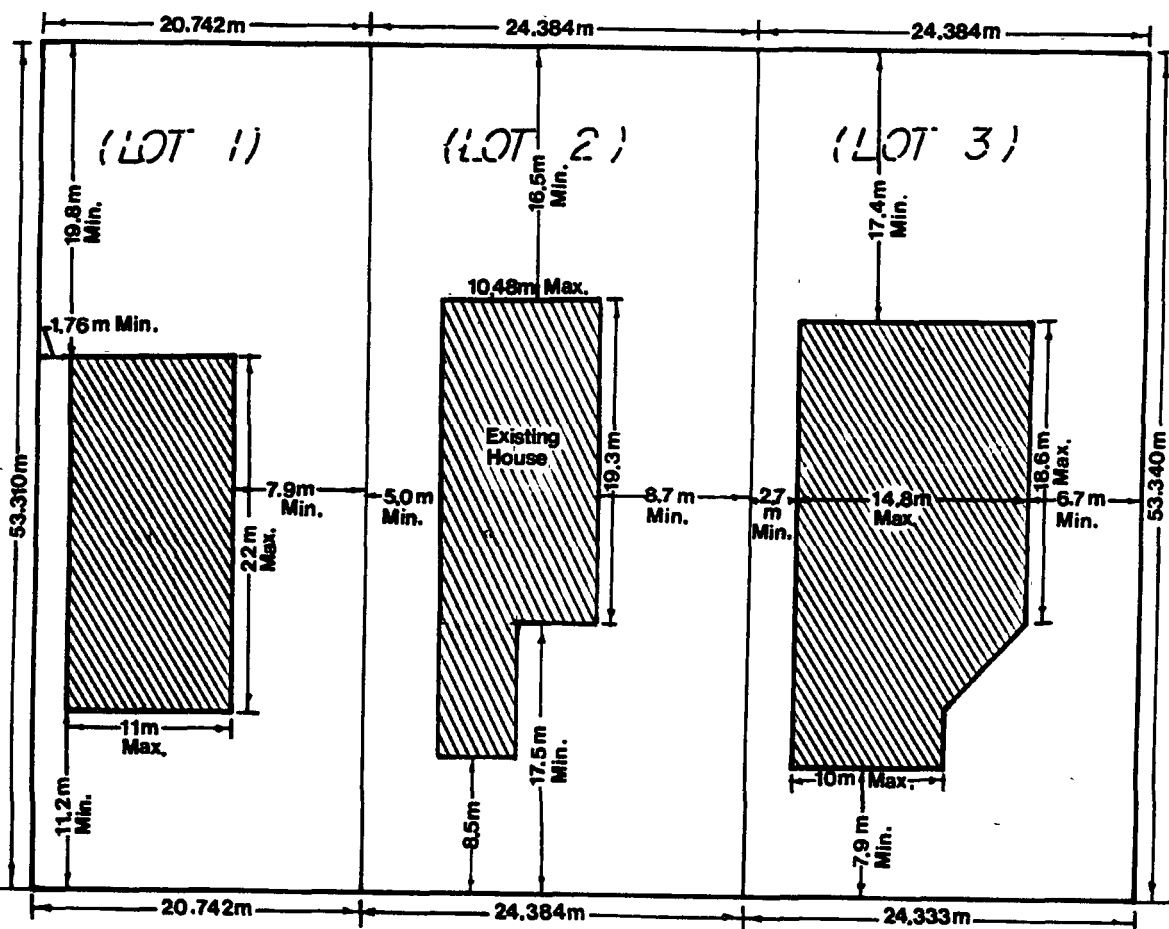 20.742m
24.384m
24.384m
(LOT 1)
(LOT 2)
(LOT 3)
19.8m
Min.
16.5m
Min.
17.4m
Min.
10.48m Max.
1.76m Min.
Existing
House
19.3m
18.6m
Max.
53.310m
53.340m
7.9m
Min.
5.0m
Min.
8.7m
Min.
2.7
m
Min.
14.8m
Max.
6.7m
Min.
22m
Max.
11m
Max.
17.5m
Min.
10m Max.
11.2m
Min.
8.5m
7.9m
Min.
20.742m
24.384m
24.333m